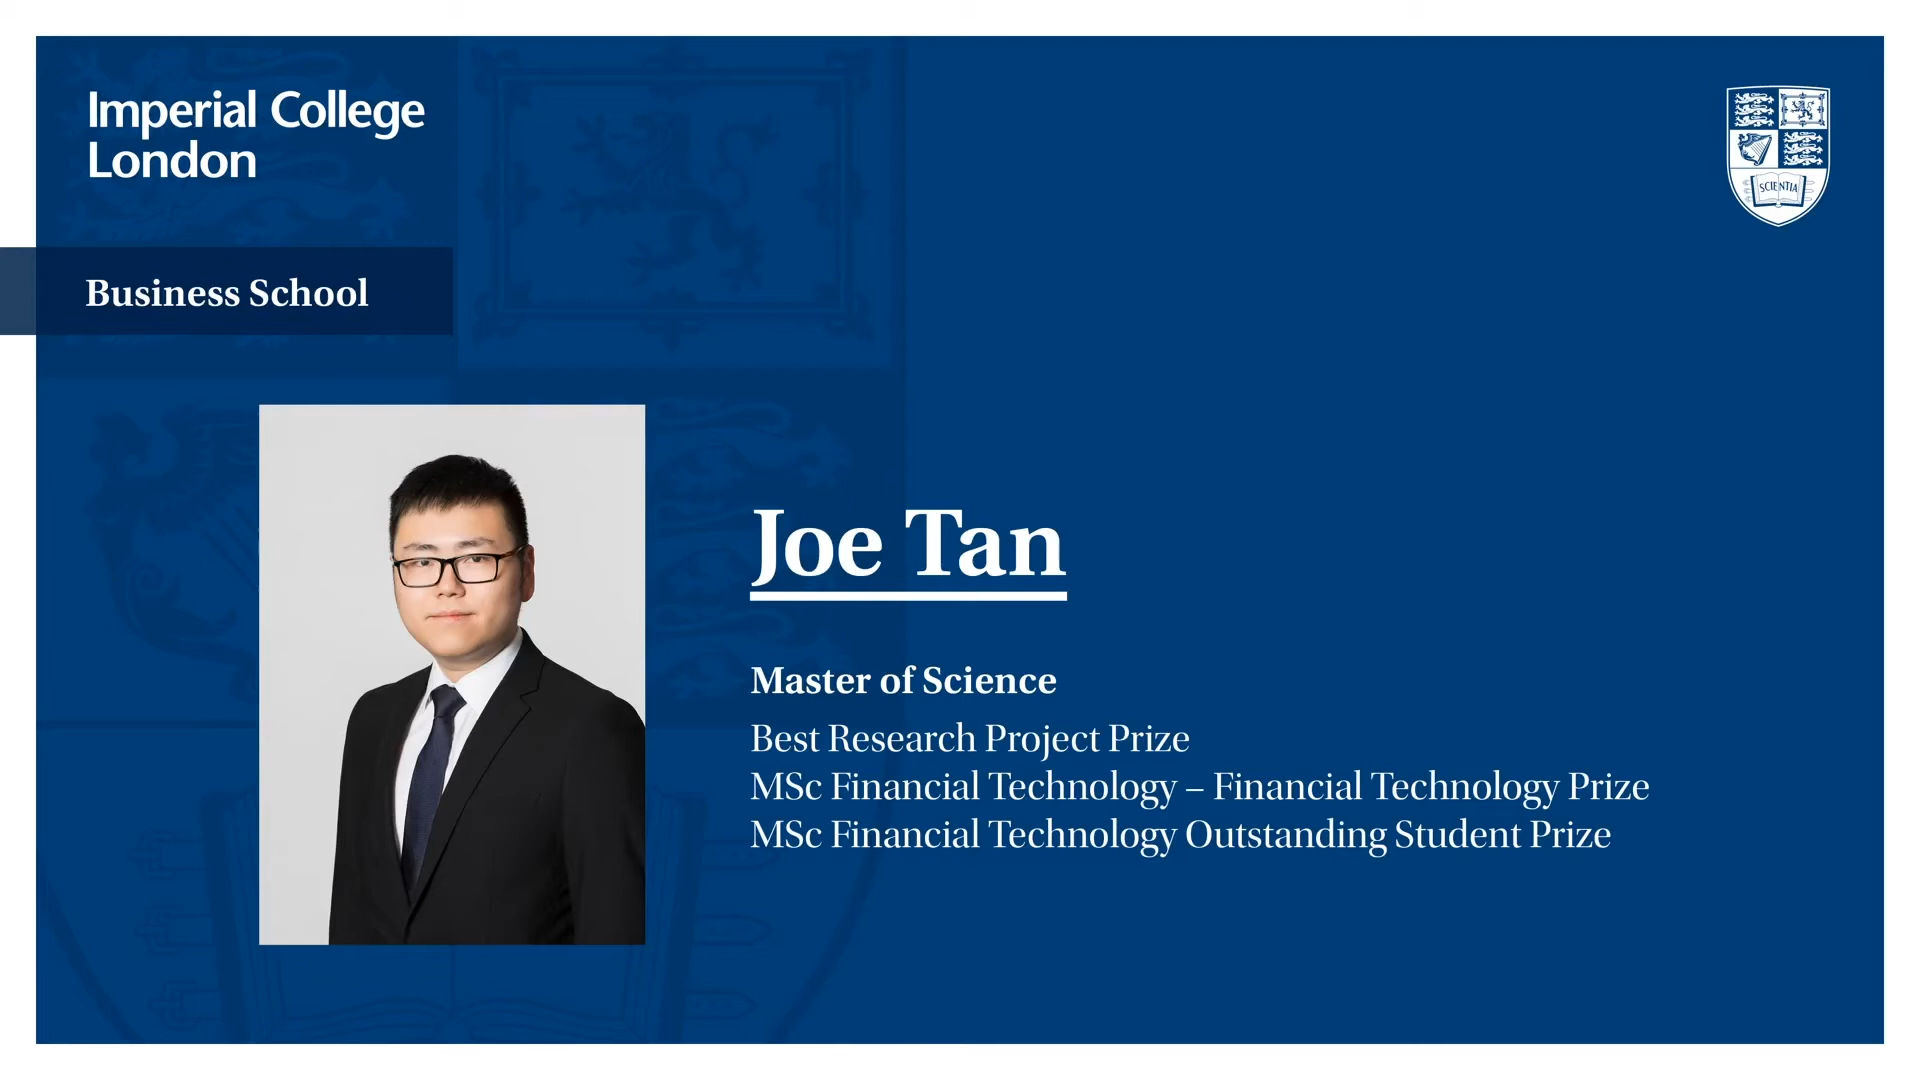 Imperial College
London
Business School
SCIENTIA
Joe Tan
Master of Science
Best Research Project Prize
MSc Financial Technology – Financial Technology Prize
MSc Financial Technology Outstanding Student Prize